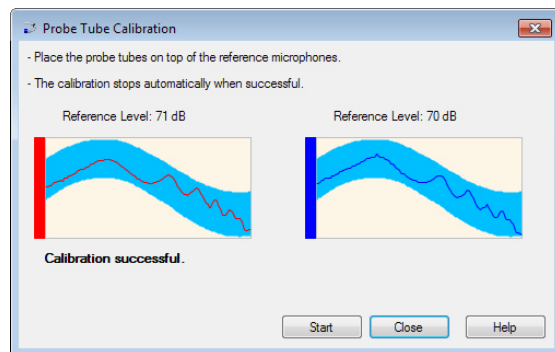 Probe Tube Calibration
- Place the probe tubes on top of the reference microphones.
- The calibration stops automatically when successful.
Reference Level: 71 dB
Reference Level: 70 dB
Calibration successful.
Start
Close
Help